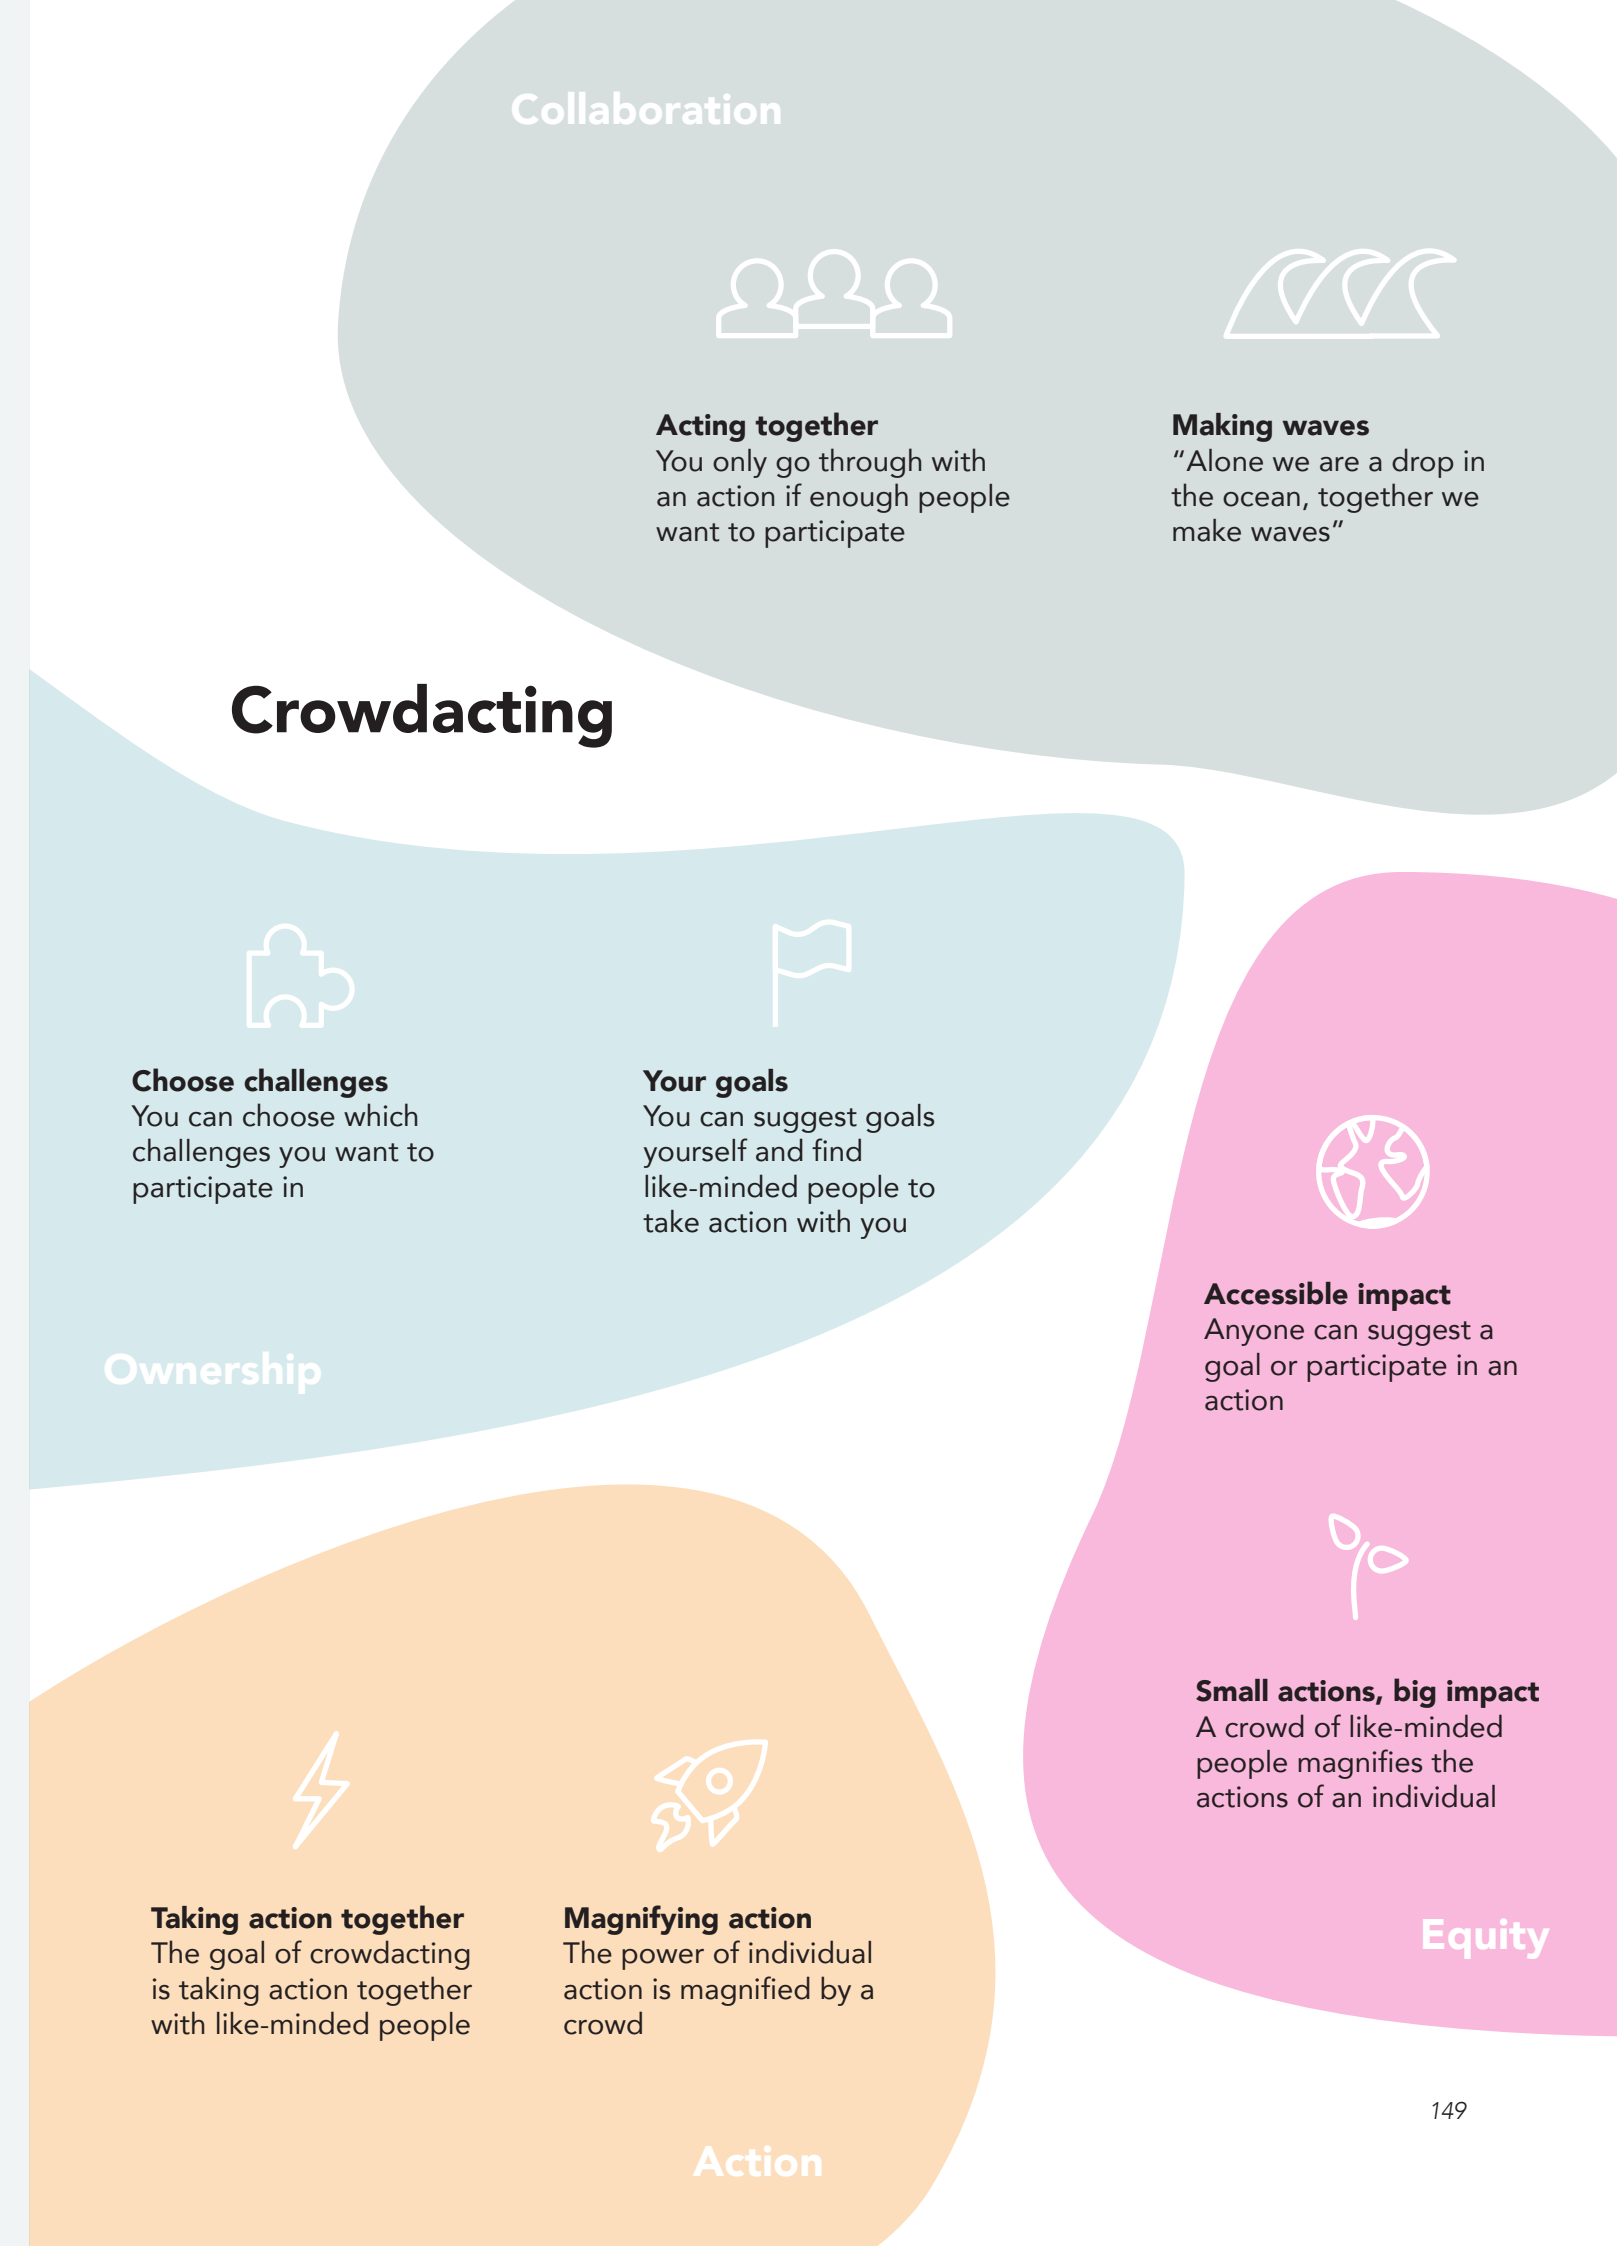 Collaboration
Acting together
You only go through with
an action if enough people
want to participate
Making waves
“Alone we are a drop in
the ocean, together we
make waves”
Crowdacting
Choose challenges
You can choose which
challenges you want to
participate in
Your goals
You can suggest goals
yourself and find
like-minded people to
take action with you
Ownership
Accessible impact
Anyone can suggest a
goal or participate in an
action
Small actions, big impact
A crowd of like-minded
people magnifies the
actions of an individual
Equity
Taking action together
The goal of crowdacting
is taking action together
with like-minded people
Magnifying action
The power of individual
action is magnified by a
crowd
Action
149